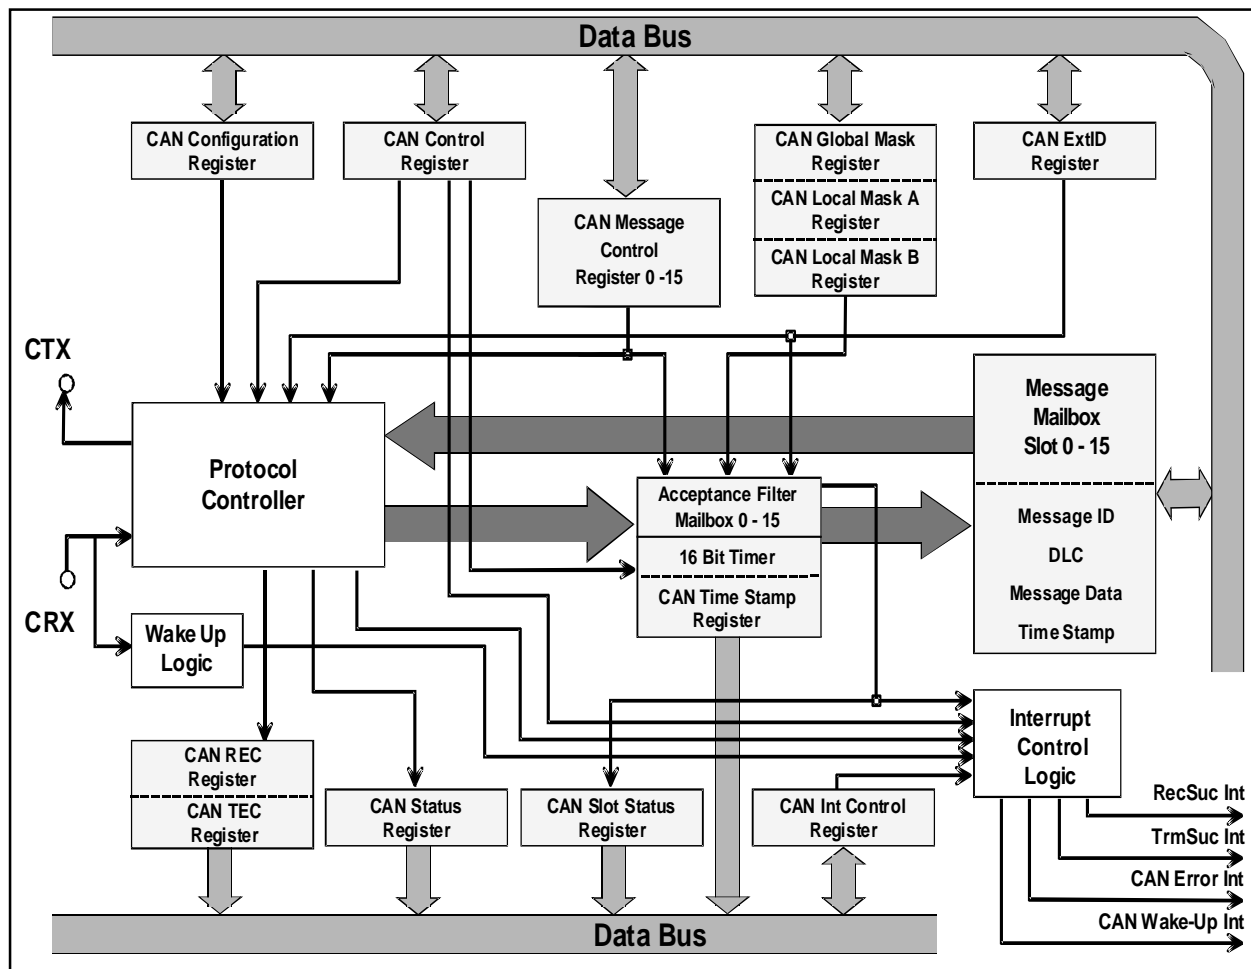 Data Bus
CAN Configuration
Register
CAN Control
Register
CAN Message
Control
Register 0 -15
CAN Global Mask
Register
CAN Local Mask A
Register
CAN Local Mask B
Register
CAN ExtID
Register
CTX
Protocol
Controller
CRX
Wake Up
Logic
Acceptance Filter
Mailbox 0 - 15
16 Bit Timer
CAN Time Stamp
Register
Message
Mailbox
Slot 0 - 15
Message ID
DLC
Message Data
Time Stamp
CAN REC
Register
CAN TEC
Register
CAN Status
Register
CAN Slot Status
Register
CAN Int Control
Register
Interrupt
Control
Logic
RecSuc Int
TrmSuc Int
CAN Error Int
CAN Wake-Up Int
Data Bus